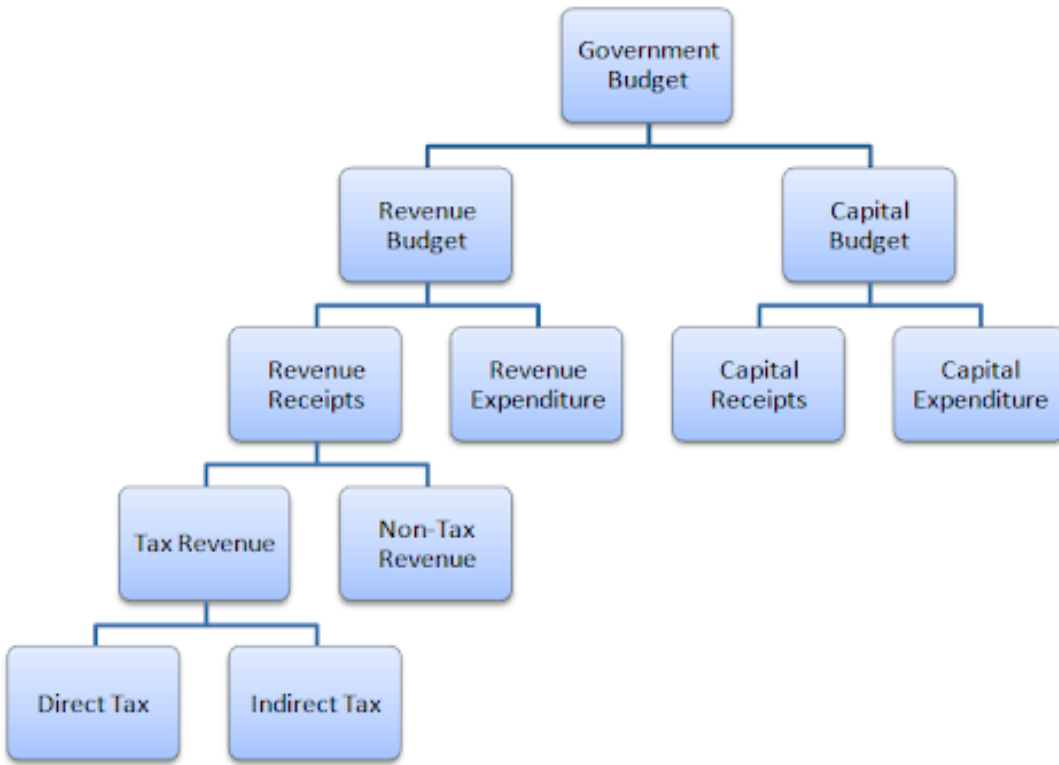 Government
Budget
Revenue
Budget
Capital
Budget
Revenue
Receipts
Revenue
Expenditure
Capital
Receipts
Capital
Expenditure
Tax Revenue
Non-Tax
Revenue
Direct Tax
Indirect Tax